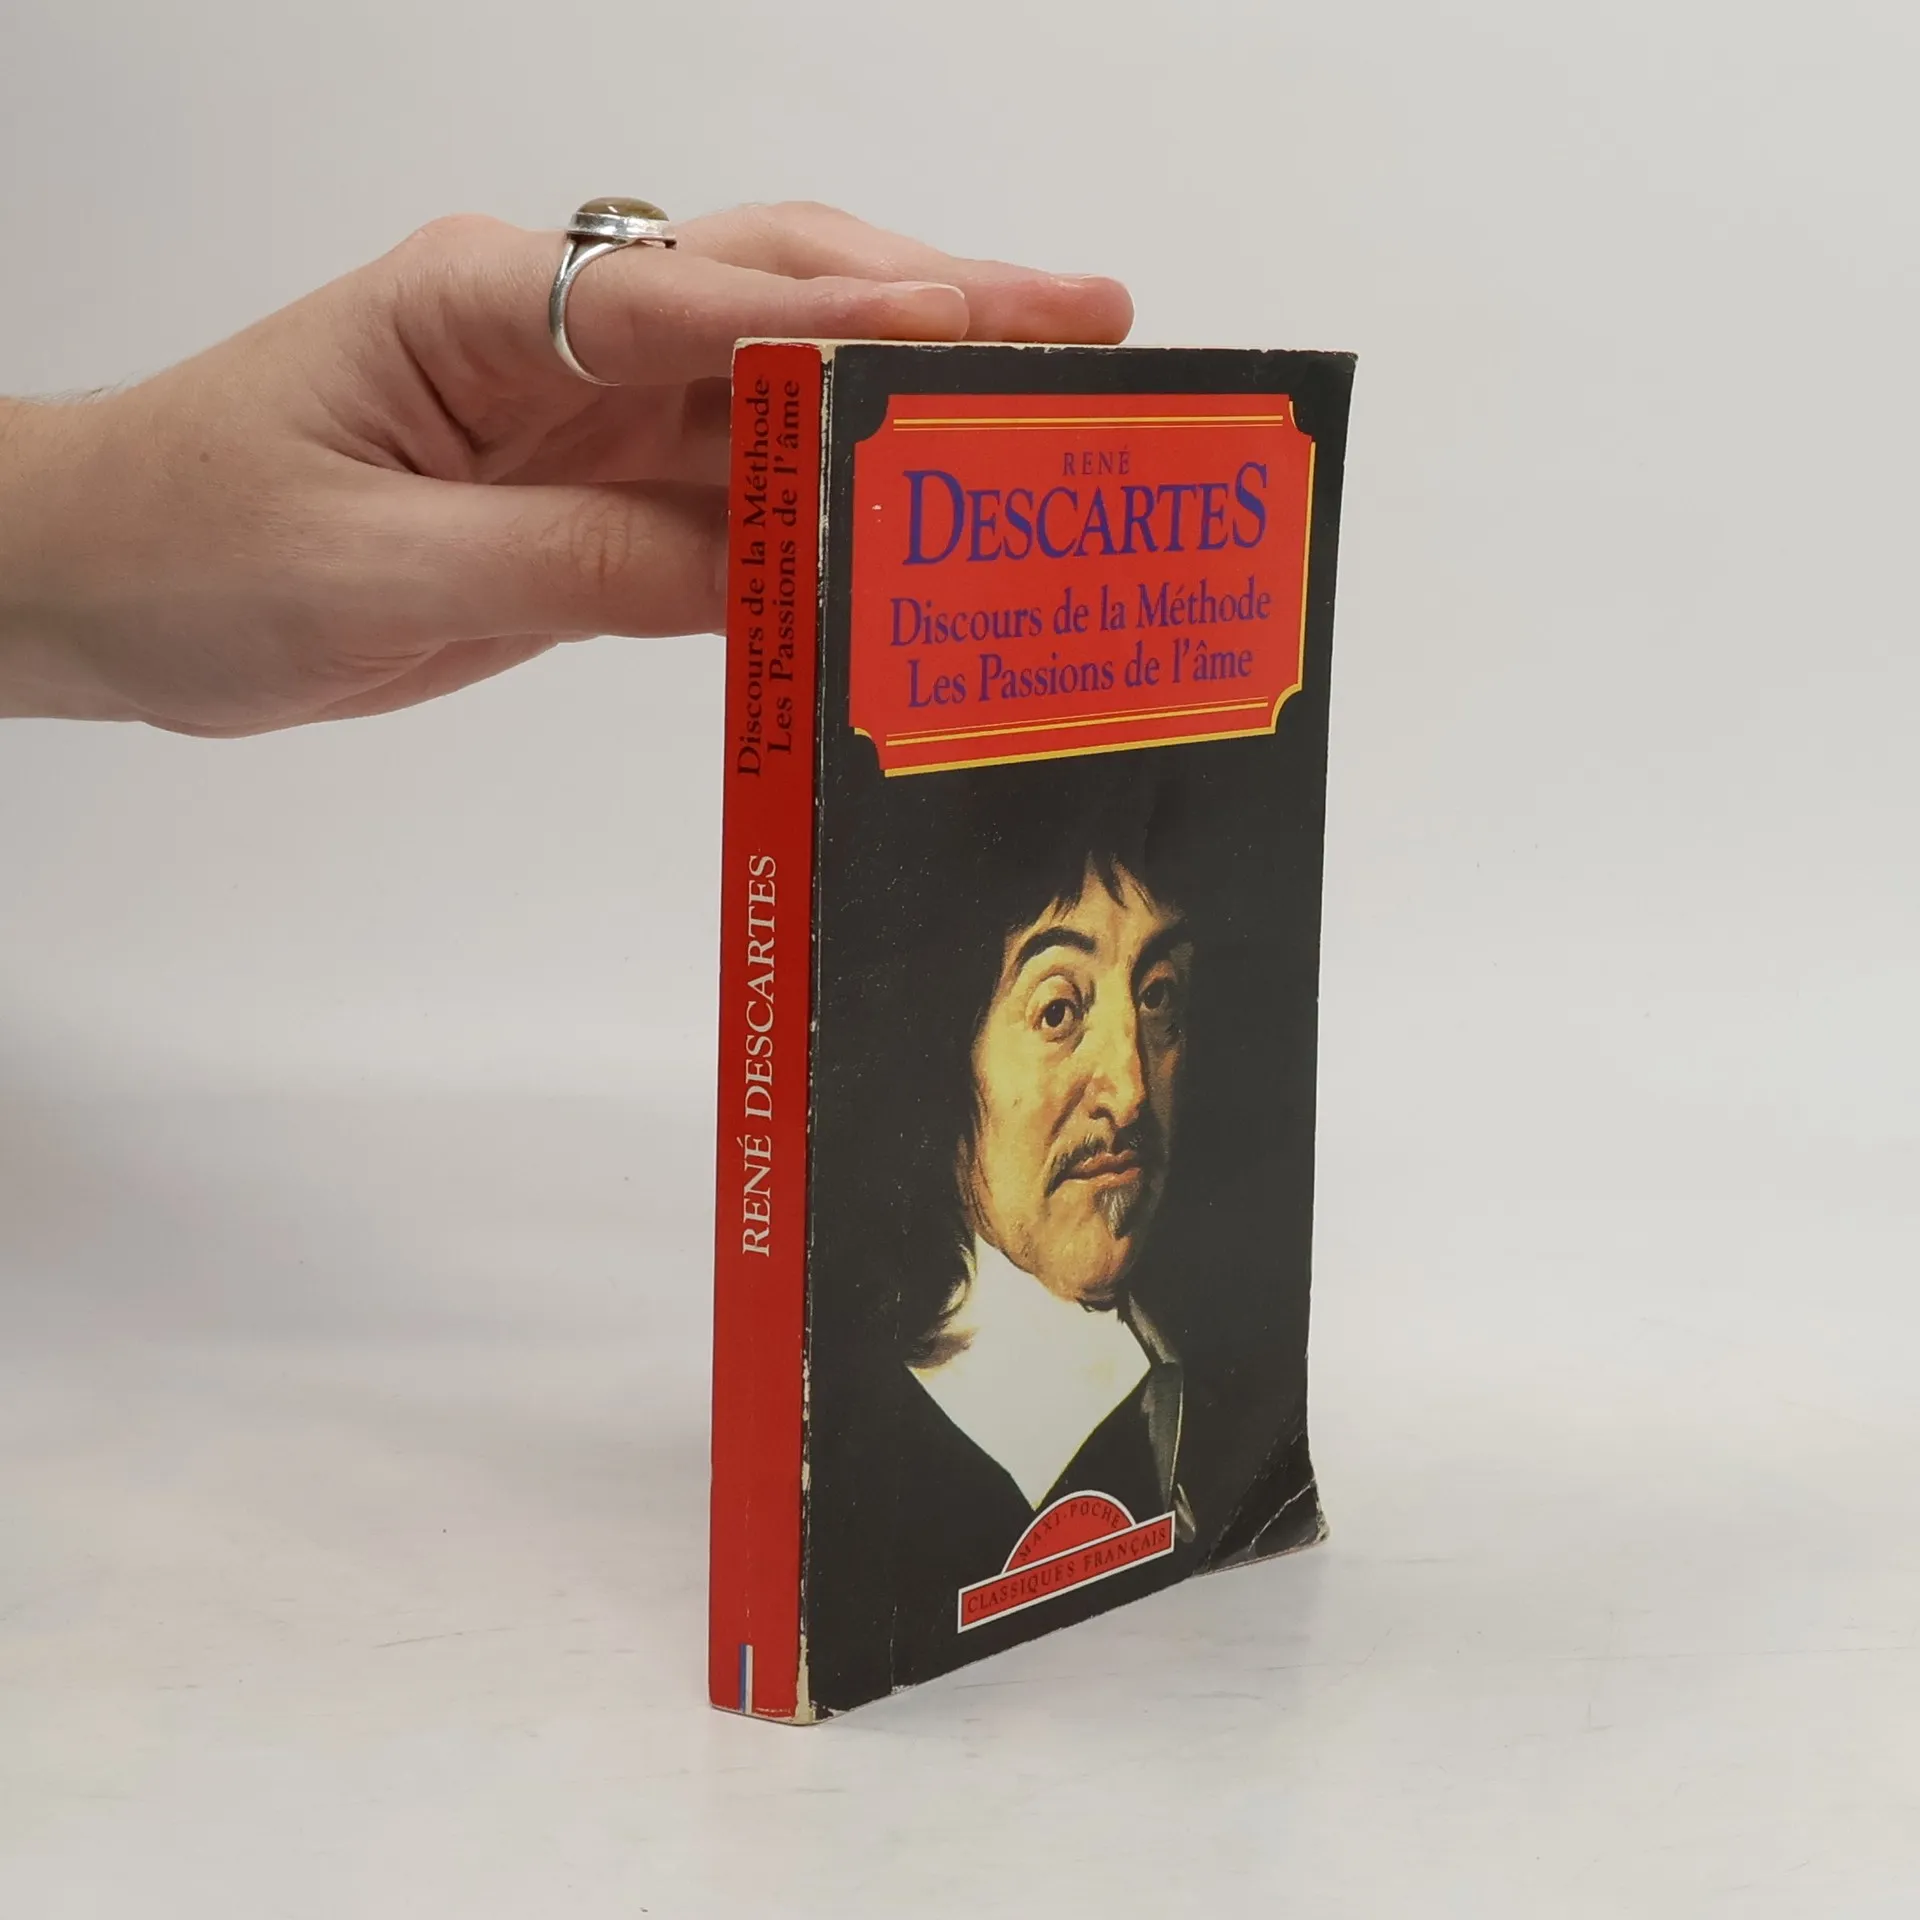 Discours de la Méthode
Les Passions de l'âme
RENÉ DESCARTES
RENÉ
DESCARTES
Discours de la Méthode
Les Passions de l'âme
MAXI-POCHE
CLASSIQUES FRANÇAIS